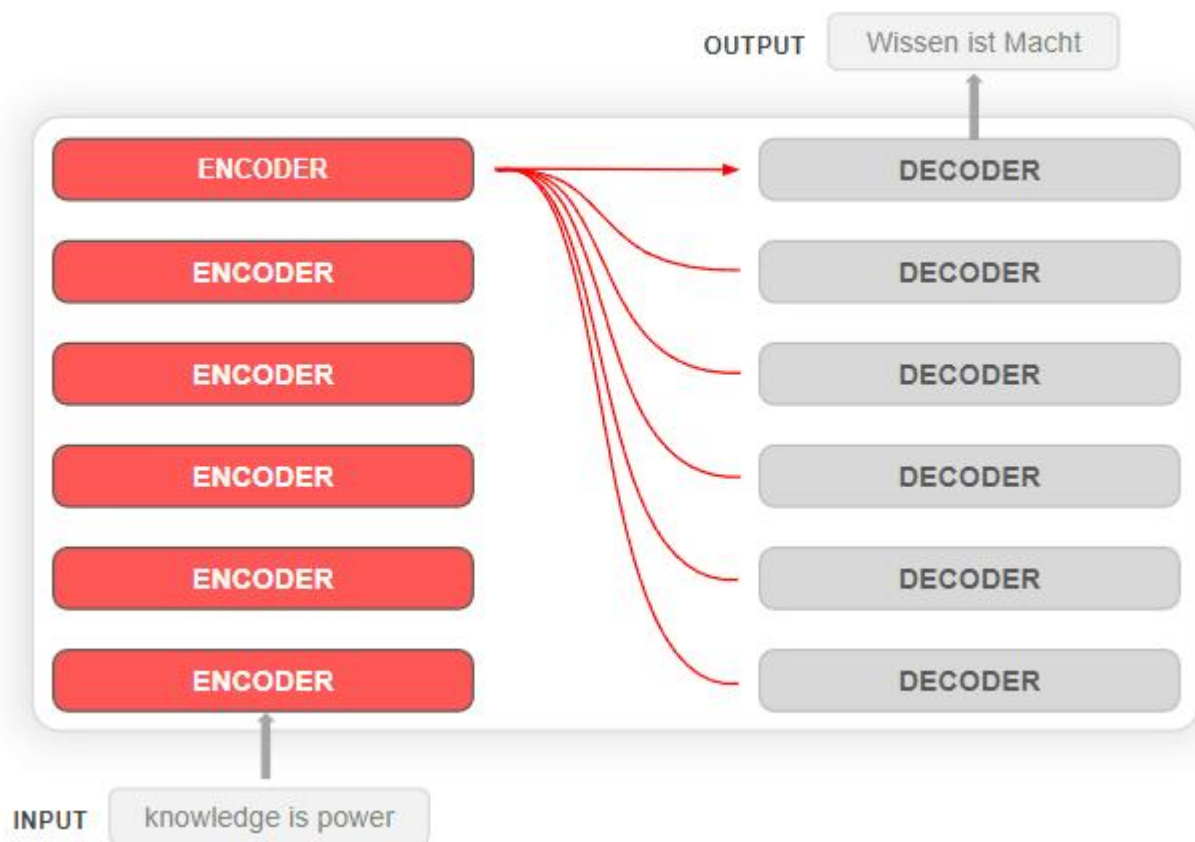 OUTPUT
Wissen ist Macht
ENCODER
DECODER
ENCODER
DECODER
ENCODER
DECODER
ENCODER
DECODER
ENCODER
DECODER
ENCODER
DECODER
INPUT
knowledge is power